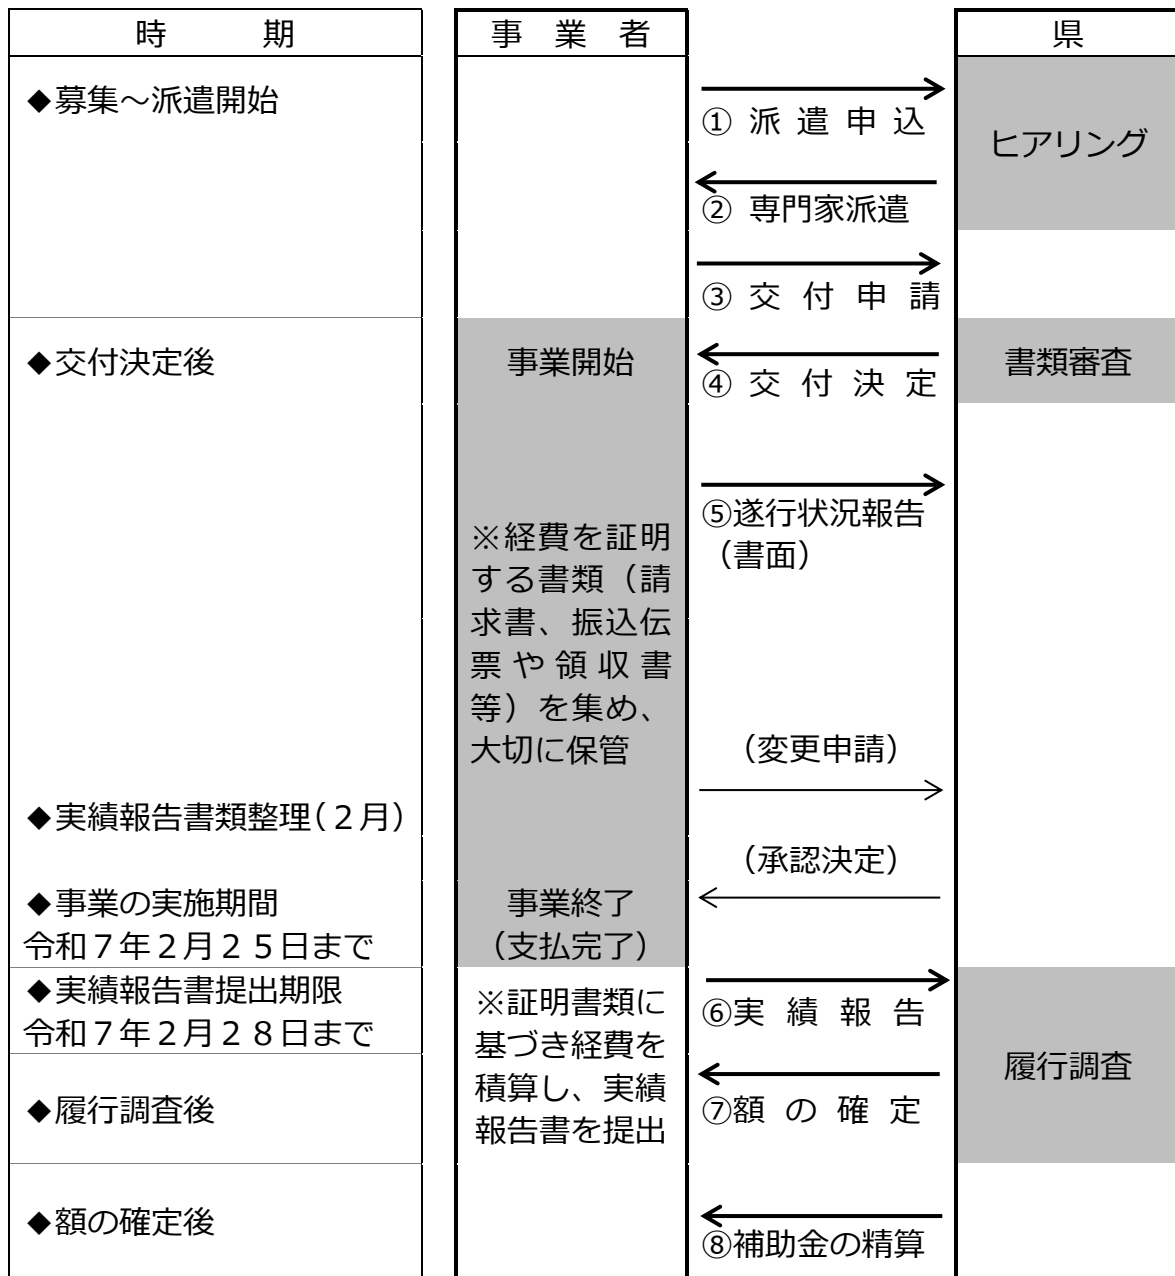 時　期
事　業　者
県
◆募集～派遣開始
① 派 遣 申 込
ヒアリング
② 専門家派遣
③ 交 付 申 請
◆交付決定後
事業開始
④ 交 付 決 定
書類審査
⑤遂行状況報告
（書面）
※経費を証明
する書類（請
求書、振込伝
票や領収書
等）を集め、
大切に保管
（変更申請）
◆実績報告書類整理（２月）
（承認決定）
◆事業の実施期間
令和７年２月２５日まで
事業終了
（支払完了）
◆実績報告書提出期限
令和７年２月２８日まで
※証明書類に
基づき経費を
積算し、実績
報告書を提出
⑥実 績 報 告
履行調査
◆履行調査後
⑦額 の 確 定
◆額の確定後
⑧補助金の精算